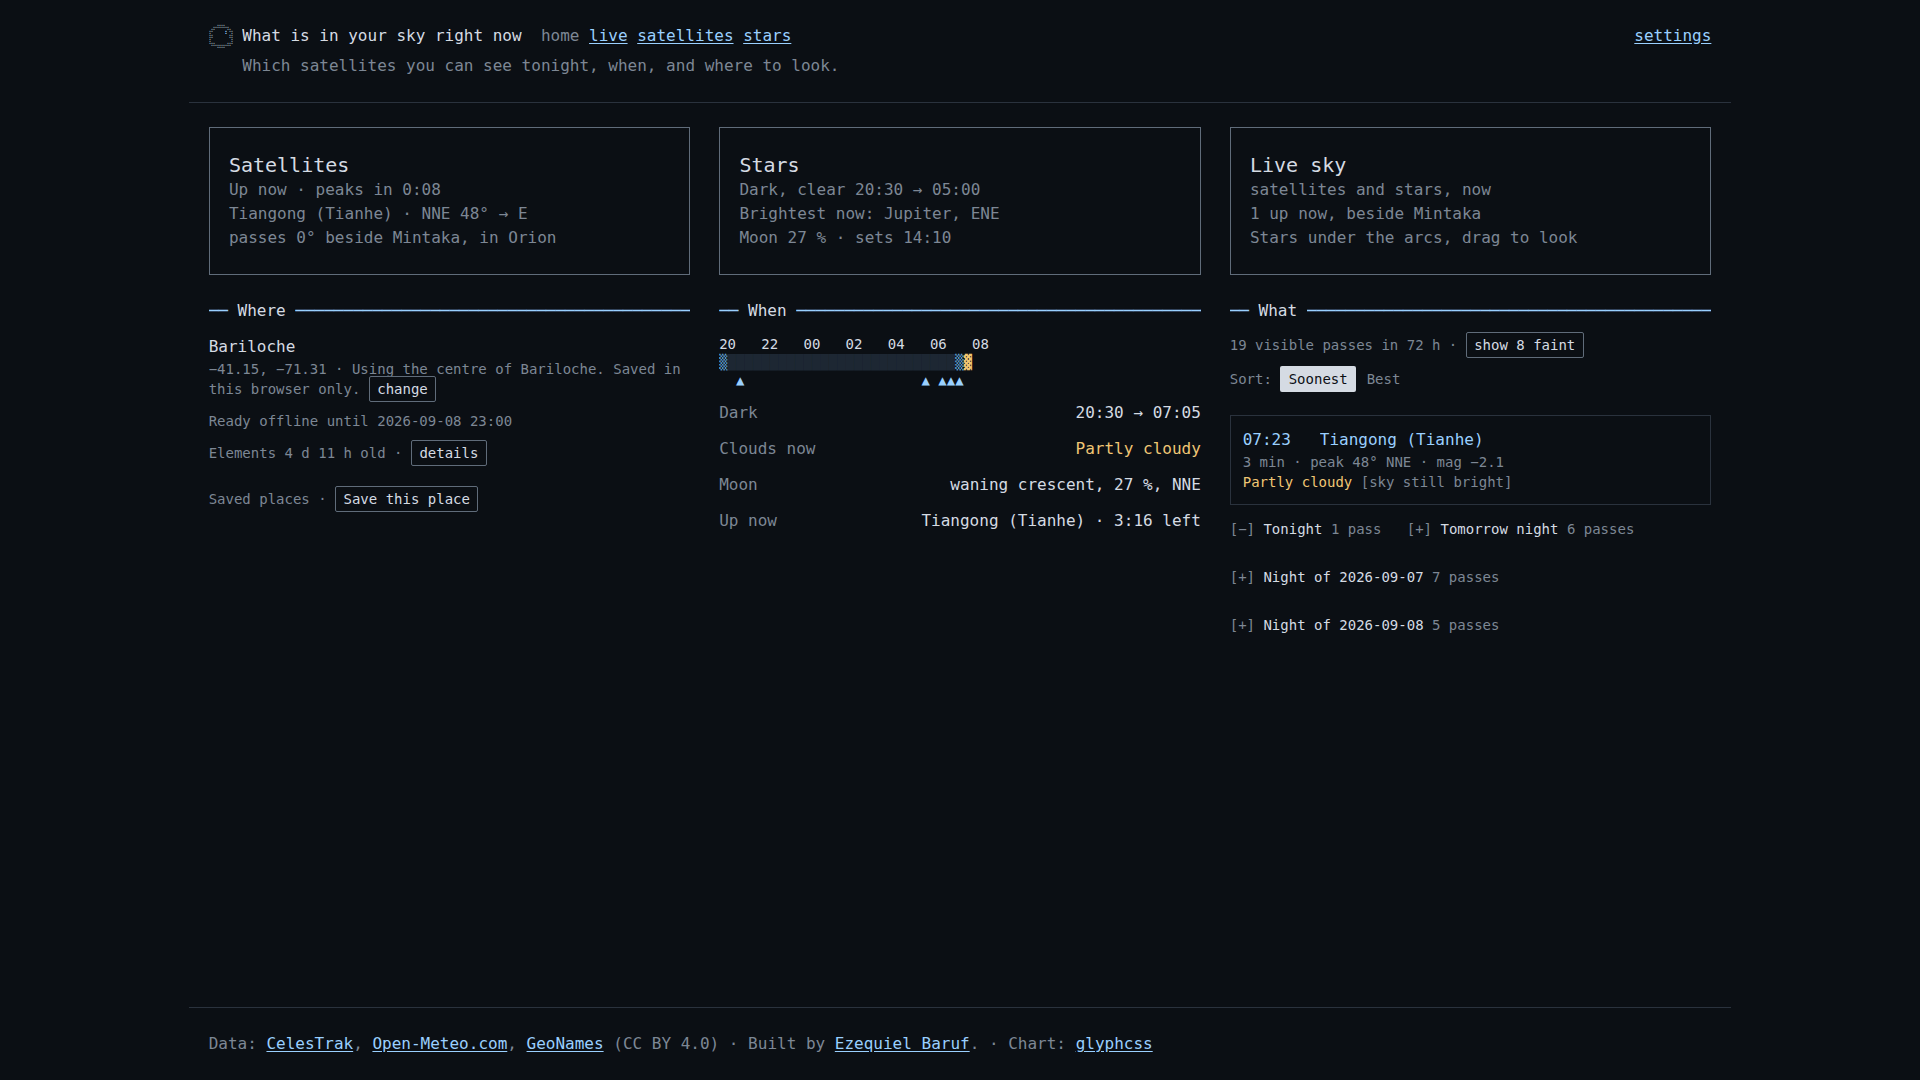 What is in your sky right now home live satellites stars settings
Which satellites you can see tonight, when, and where to look.
Satellites
Up now · peaks in 0:08
Tiangong (Tianhe) · NNE 48° → E
passes 0° beside Mintaka, in Orion
Stars
Dark, clear 20:30 → 05:00
Brightest now: Jupiter, ENE
Moon 27 % · sets 14:10
Live sky
satellites and stars, now
1 up now, beside Mintaka
Stars under the arcs, drag to look
Where
Bariloche
−41.15, −71.31 · Using the centre of Bariloche. Saved in
this browser only. change
Ready offline until 2026-09-08 23:00
Elements 4 d 11 h old · details
Saved places · Save this place
When
20 22 00 02 04 06 08
Dark 20:30 → 07:05
Clouds now Partly cloudy
Moon waning crescent, 27 %, NNE
Up now Tiangong (Tianhe) · 3:16 left
What
19 visible passes in 72 h · show 8 faint
Sort: Soonest Best
07:23 Tiangong (Tianhe)
3 min · peak 48° NNE · mag −2.1
Partly cloudy [sky still bright]
[−] Tonight 1 pass [+] Tomorrow night 6 passes
[+] Night of 2026-09-07 7 passes
[+] Night of 2026-09-08 5 passes
Data: CelesTrak, Open-Meteo.com, GeoNames (CC BY 4.0) · Built by Ezequiel Baruf. · Chart: glyphcss